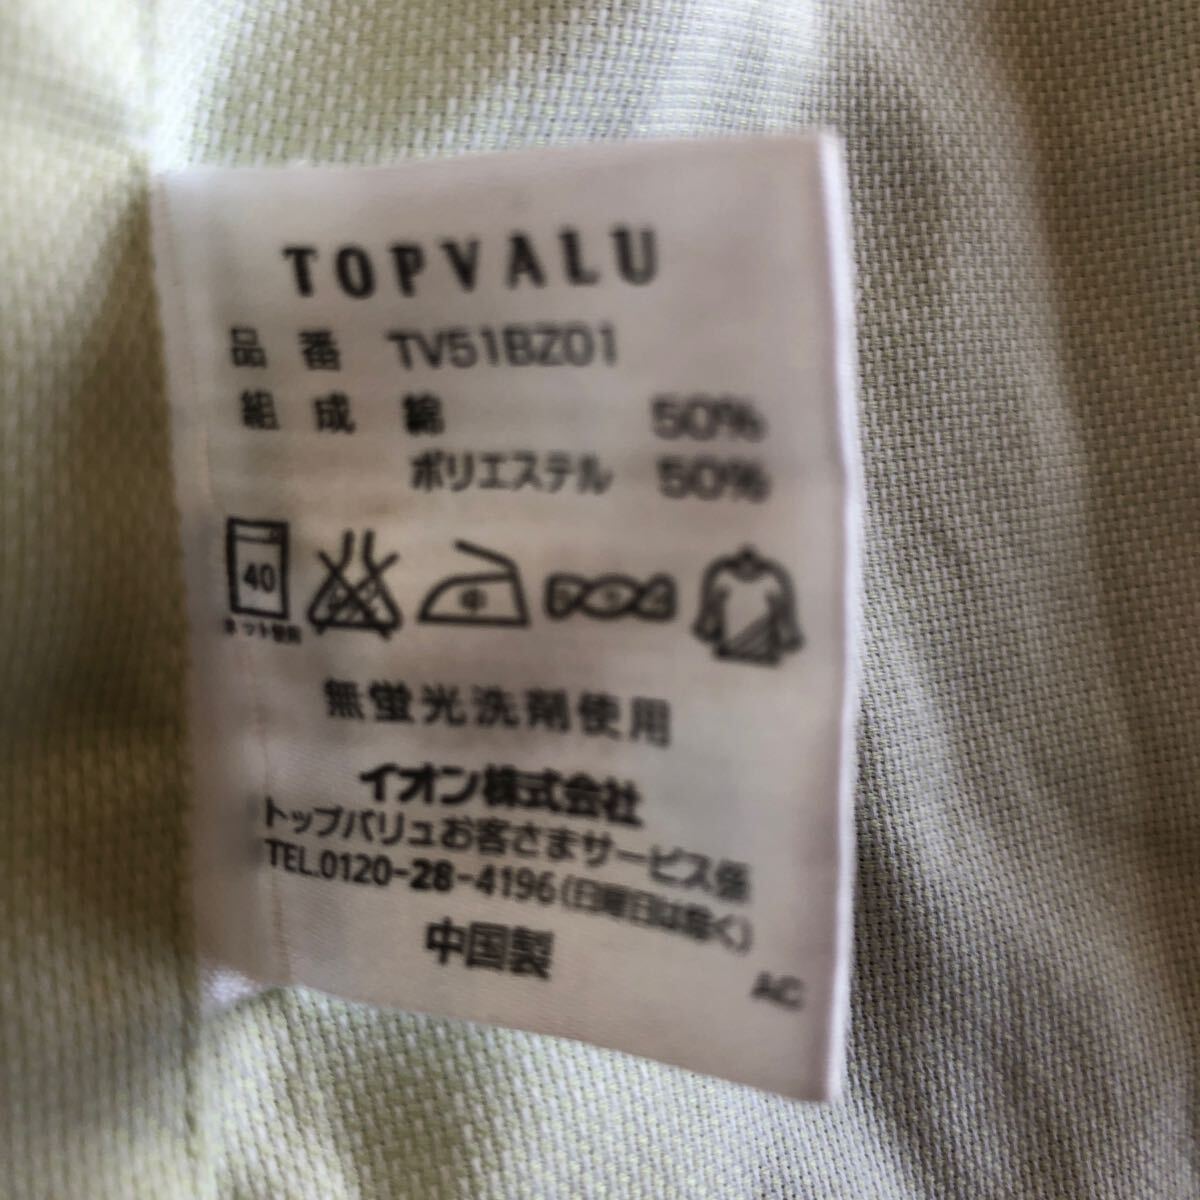 TOPVALU
品番 TV51BZ01
組成 綿 50%
ポリエステル 50%
40
ネット使用
中
無蛍光洗剤使用
イオン株式会社
トップバリュお客さまサービス係
TEL.0120-28-4196(日曜日は除く)
中国製
AC